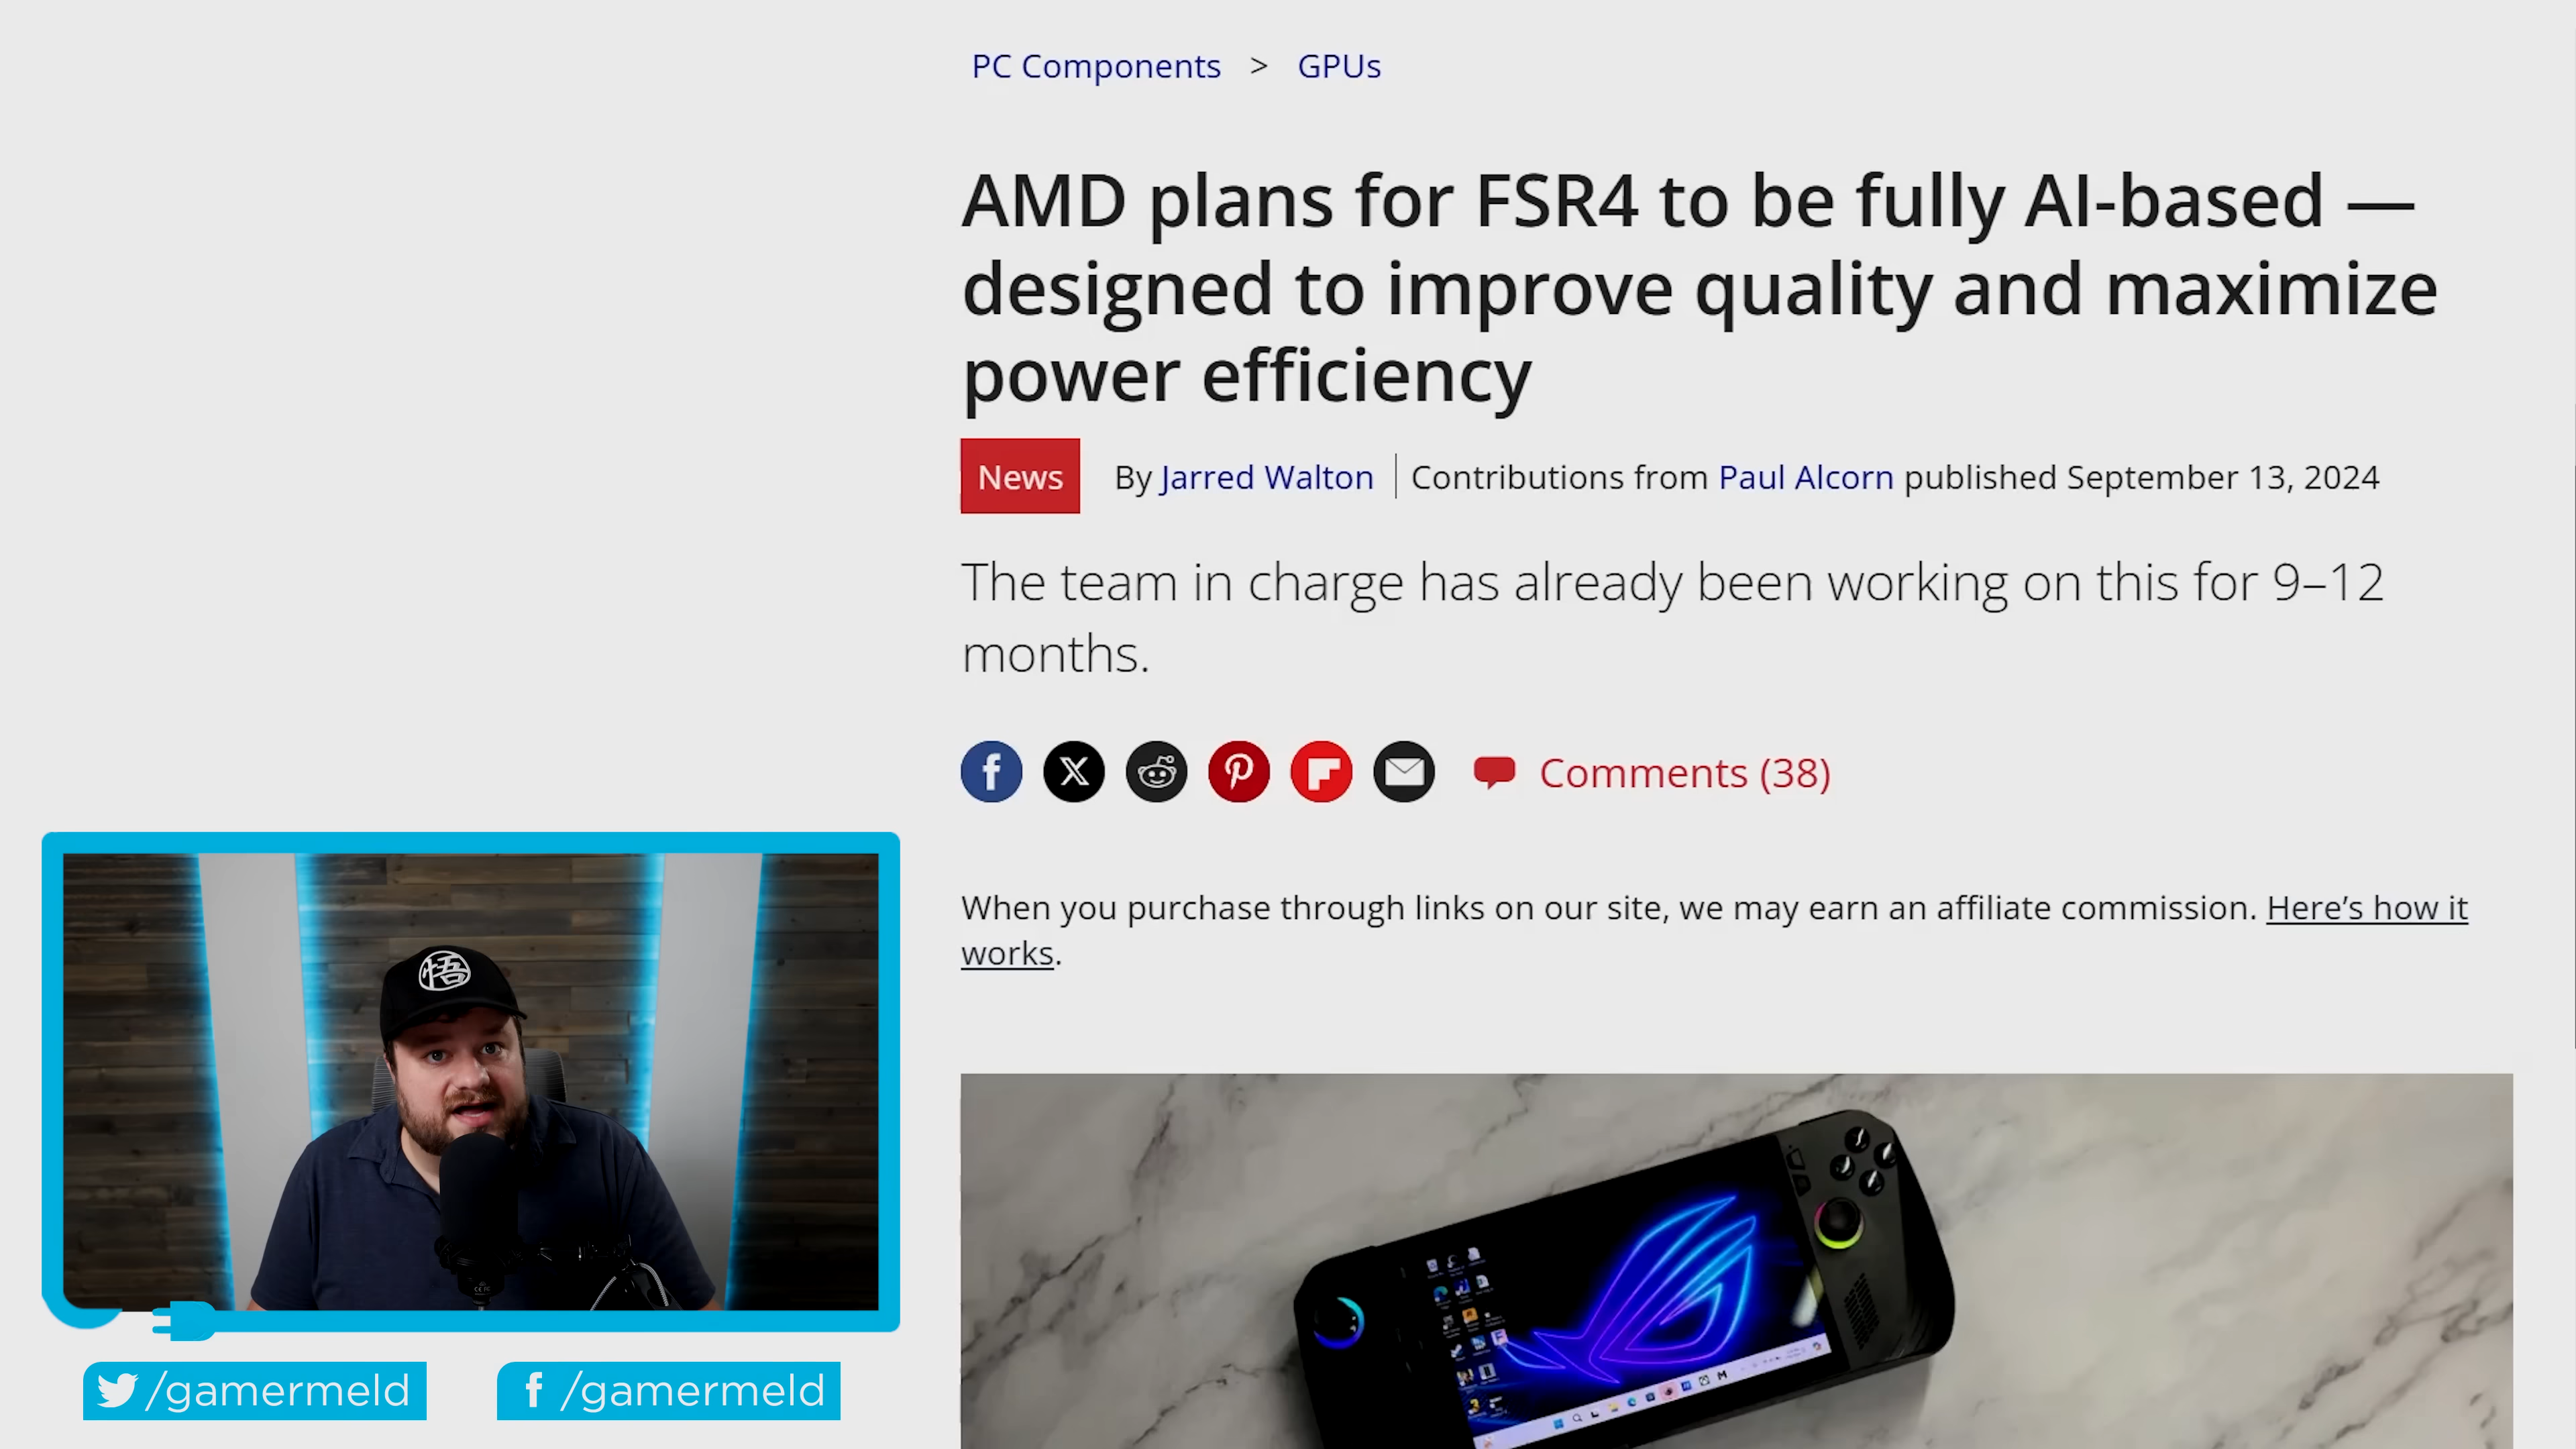 PC Components > GPUs
AMD plans for FSR4 to be fully AI-based —
designed to improve quality and maximize
power efficiency
News By Jarred Walton | Contributions from Paul Alcorn published September 13, 2024
The team in charge has already been working on this for 9–12
months.
Comments (38)
When you purchase through links on our site, we may earn an affiliate commission. Here’s how it
works.
悟
/gamermeld
/gamermeld